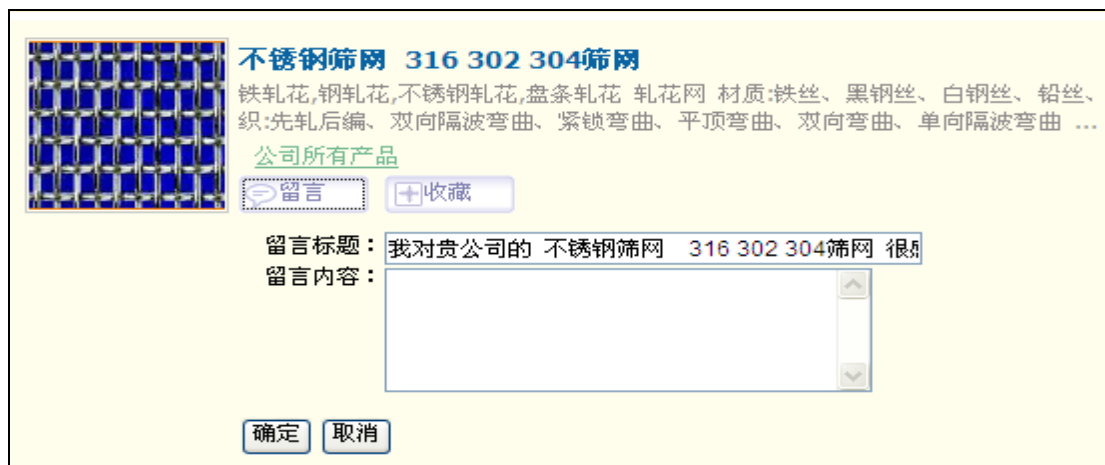 不锈钢筛网 316 302 304筛网
铁轧花,钢轧花,不锈钢轧花,盘条轧花 轧花网 材质:铁丝、黑钢丝、白钢丝、铅丝、
织:先轧后编、双向隔波弯曲、紧锁弯曲、平顶弯曲、双向弯曲、单向隔波弯曲 ...
公司所有产品
留言 收藏
留言标题：我对贵公司的 不锈钢筛网 316 302 304筛网 很
留言内容：
确定 取消